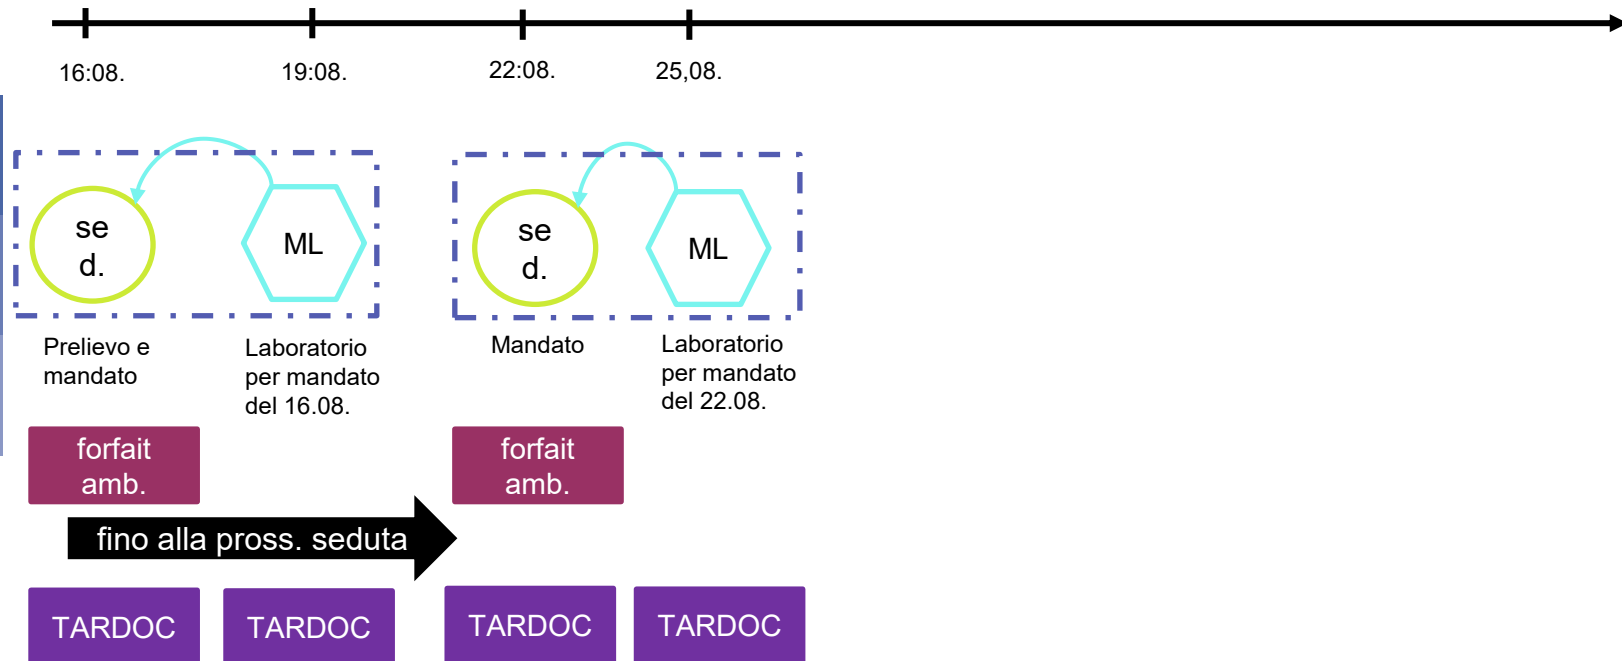 16:08.
19:08.
22:08.
25,08.
se
d.
ML
se
d.
ML
Prelievo e
mandato
Laboratorio
per mandato
del 16.08.
Mandato
Laboratorio
per mandato
del 22.08.
forfait
amb.
forfait
amb.
fino alla pross. seduta
TARDOC
TARDOC
TARDOC
TARDOC